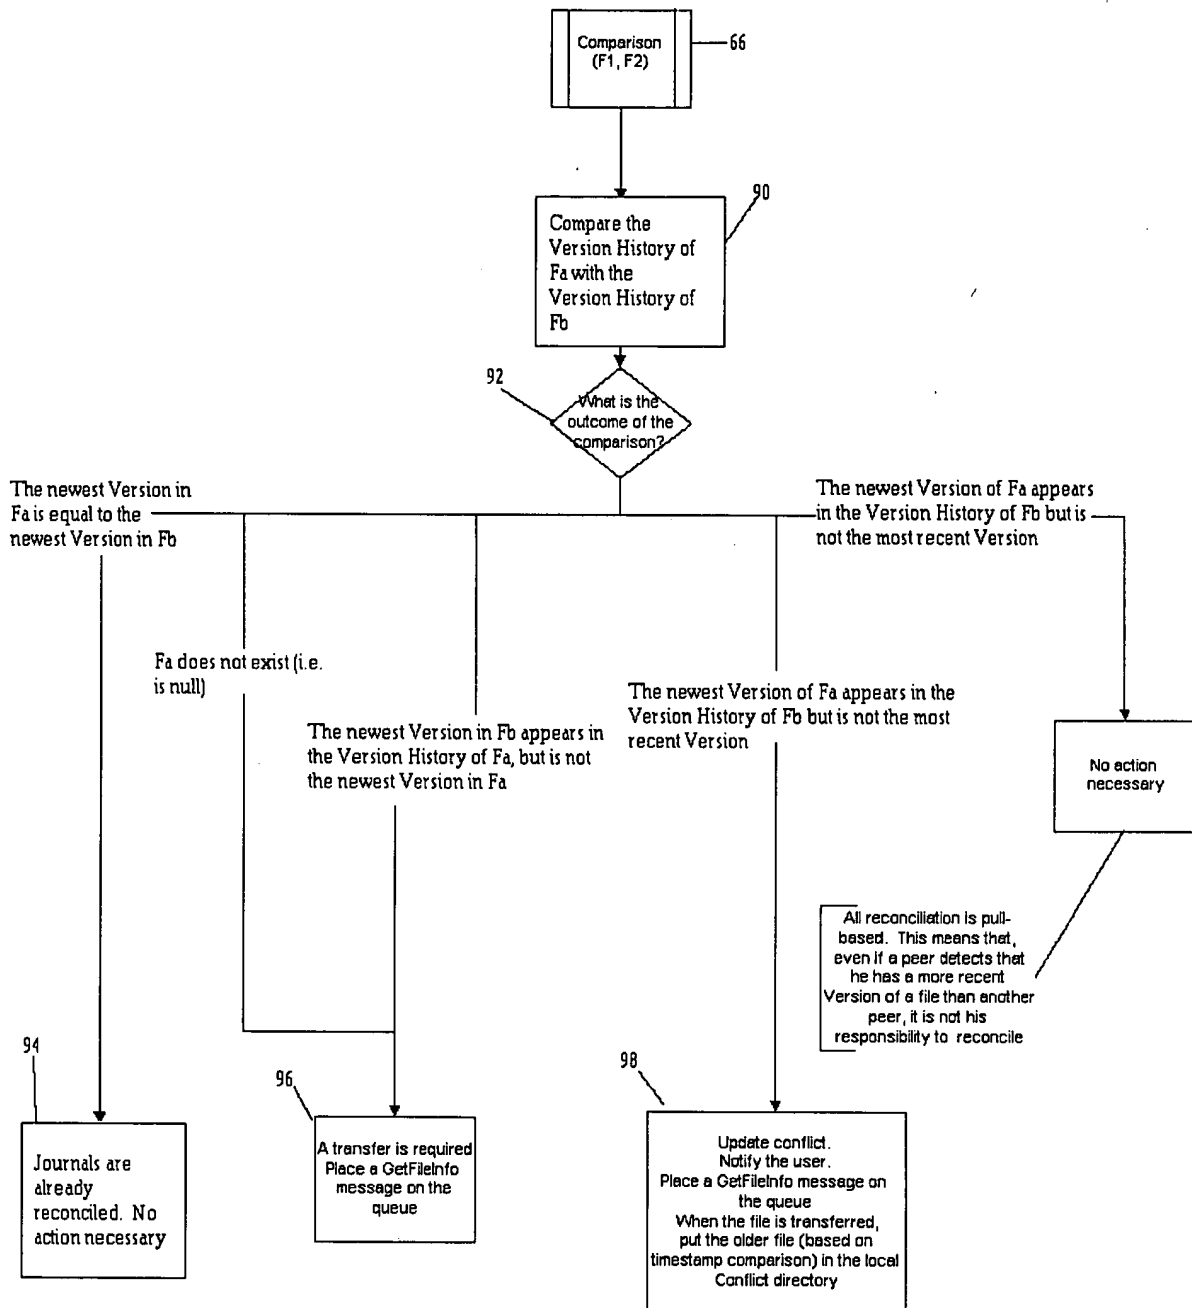 Comparison
(F1, F2)
66
90
Compare the
Version History of
Fa with the
Version History of
Fb
92
What is the
outcome of the
comparison?
The newest Version in
Fa is equal to the
newest Version in Fb
The newest Version of Fa appears
in the Version History of Fb but is
not the most recent Version
Fa does not exist (i.e.
is null)
The newest Version in Fb appears in
the Version History of Fa, but is not
the newest Version in Fa
The newest Version of Fa appears in the
Version History of Fb but is not the most
recent Version
No action
necessary
All reconciliation is pull-
based. This means that,
even if a peer detects that
he has a more recent
Version of a file than another
peer, it is not his
responsibility to reconcile
94
Journals are
already
reconciled. No
action necessary
96
A transfer is required
Place a GetFileInfo
message on the
queue
98
Update conflict.
Notify the user.
Place a GetFileInfo message on
the queue
When the file is transferred,
put the older file (based on
timestamp comparison) in the local
Conflict directory